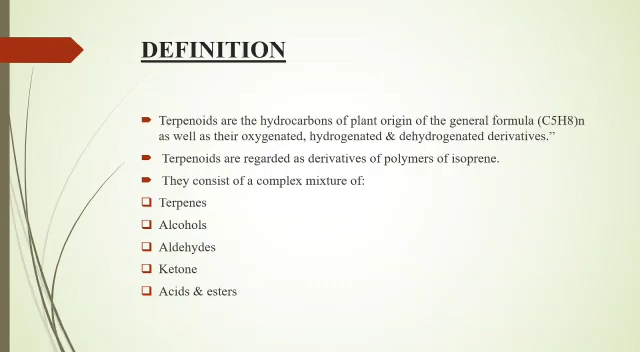 DEFINITION
Terpenoids are the hydrocarbons of plant origin of the general formula (C5H8)n
as well as their oxygenated, hydrogenated & dehydrogenated derivatives.”
Terpenoids are regarded as derivatives of polymers of isoprene.
They consist of a complex mixture of:
Terpenes
Alcohols
Aldehydes
Ketone
Acids & esters